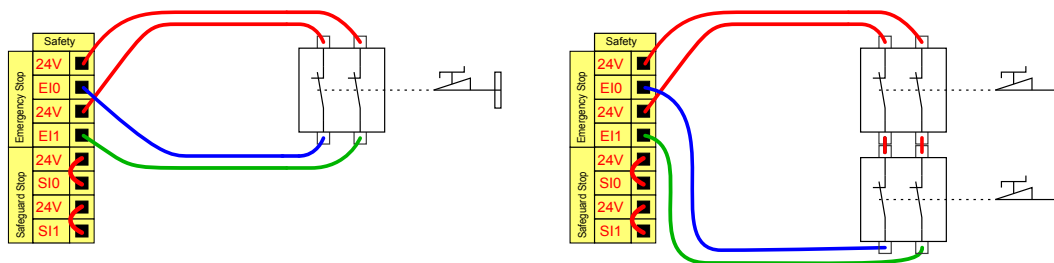 Safety
Emergency Stop
24V
EI0
24V
EI1
Safeguard Stop
24V
SI0
24V
SI1
Safety
Emergency Stop
24V
EI0
24V
EI1
Safeguard Stop
24V
SI0
24V
SI1